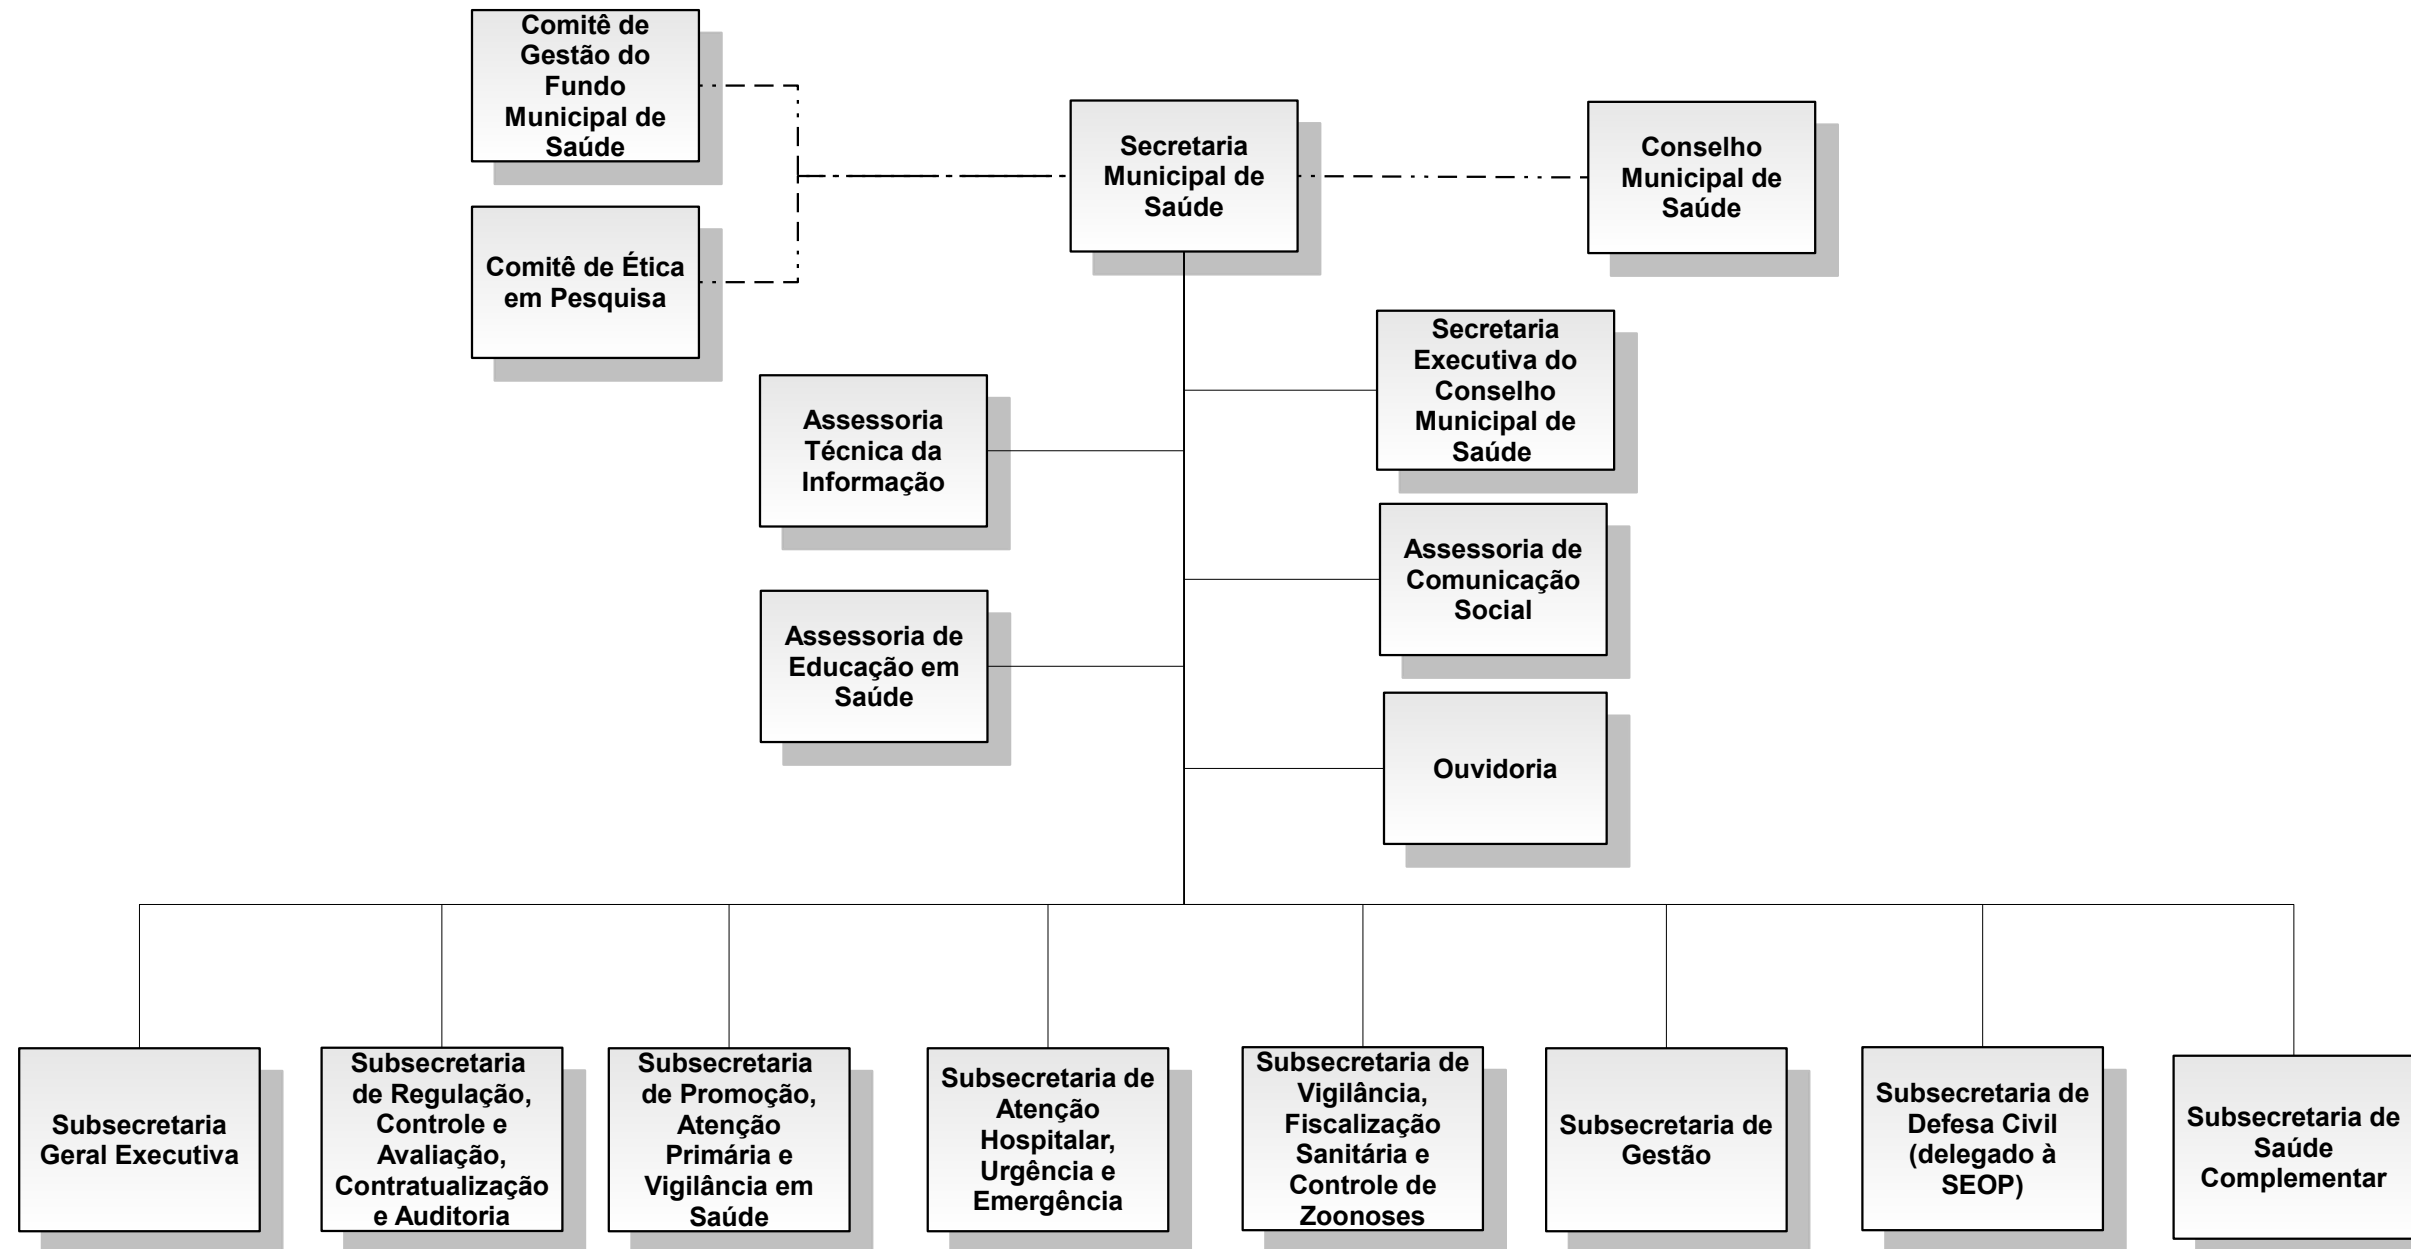 Comitê de
Gestão do
Fundo
Municipal de
Saúde
Secretaria
Municipal de
Saúde
Conselho
Municipal de
Saúde
Comitê de Ética
em Pesquisa
Secretaria
Executiva do
Conselho
Municipal de
Saúde
Assessoria
Técnica da
Informação
Assessoria de
Comunicação
Social
Assessoria de
Educação em
Saúde
Ouvidoria
Subsecretaria
Geral Executiva
Subsecretaria
de Regulação,
Controle e
Avaliação,
Contratualização
e Auditoria
Subsecretaria
de Promoção,
Atenção
Primária e
Vigilância em
Saúde
Subsecretaria de
Atenção
Hospitalar,
Urgência e
Emergência
Subsecretaria de
Vigilância,
Fiscalização
Sanitária e
Controle de
Zoonoses
Subsecretaria de
Gestão
Subsecretaria de
Defesa Civil
(delegado à
SEOP)
Subsecretaria de
Saúde
Complementar